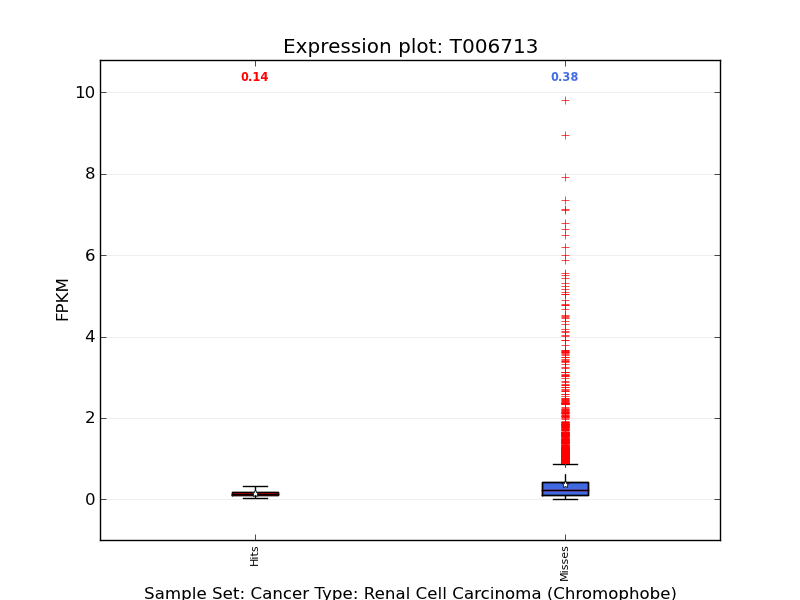 Expression plot: T006713
0.14
0.38
10
8
6
4
2
0
FPKM
Hits
Misses
Sample Set: Cancer Type: Renal Cell Carcinoma (Chromophobe)